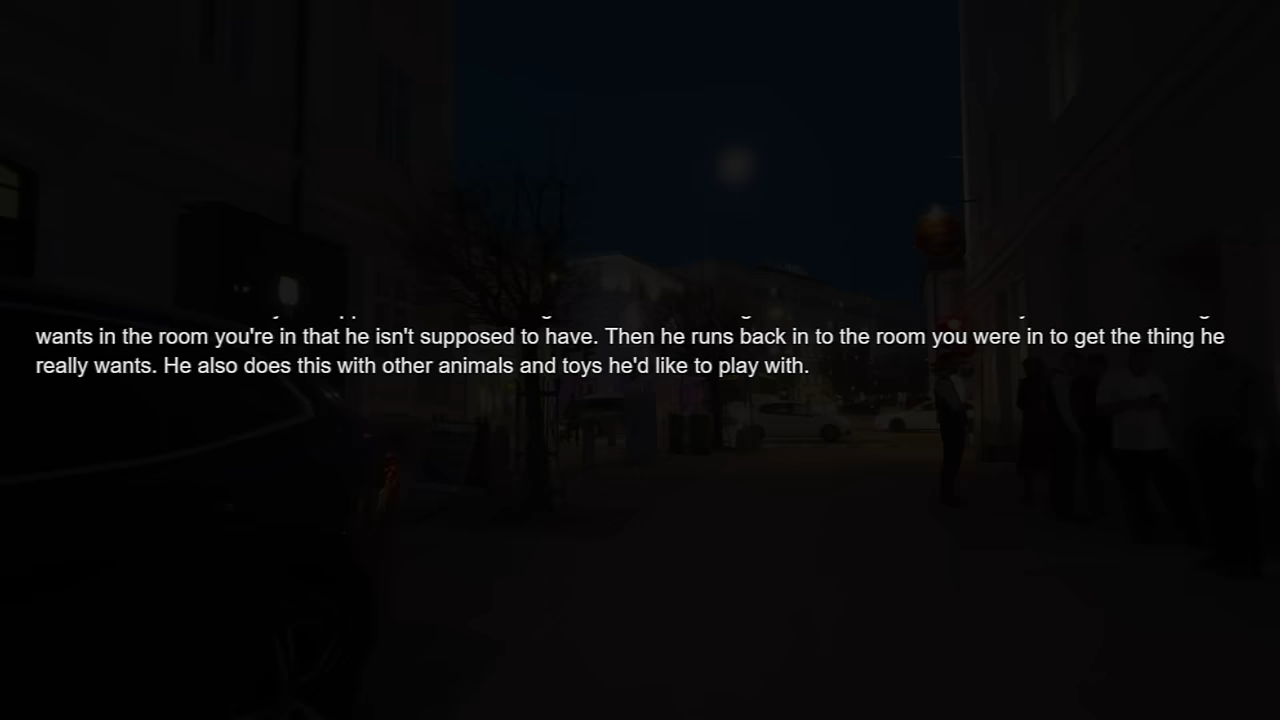 wants in the room you're in that he isn't supposed to have. Then he runs back in to the room you were in to get the thing he
really wants. He also does this with other animals and toys he'd like to play with.